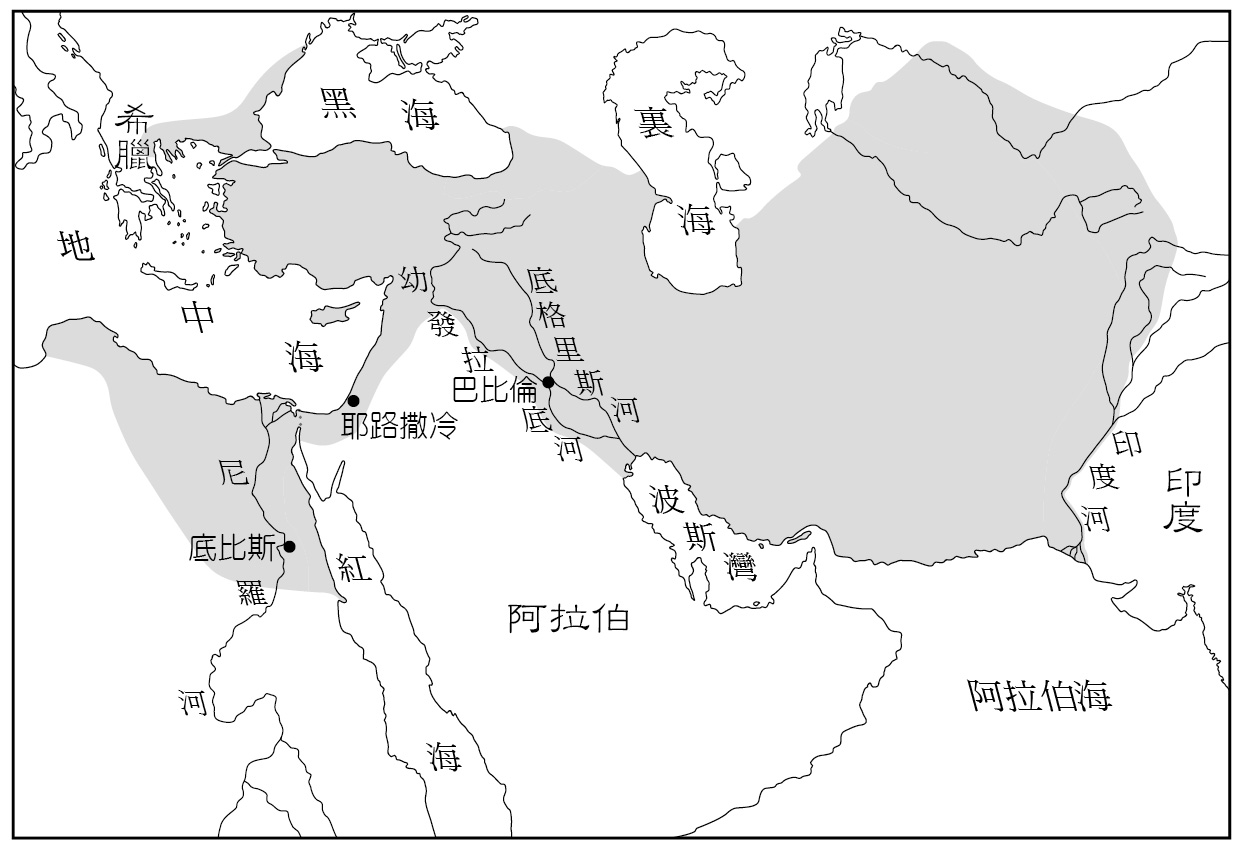 希臘
黑海
裏海
地中海
幼發拉底河
底格里斯河
巴比倫
耶路撒冷
尼羅河
底比斯
紅海
波斯灣
印度河
印度
阿拉伯
阿拉伯海